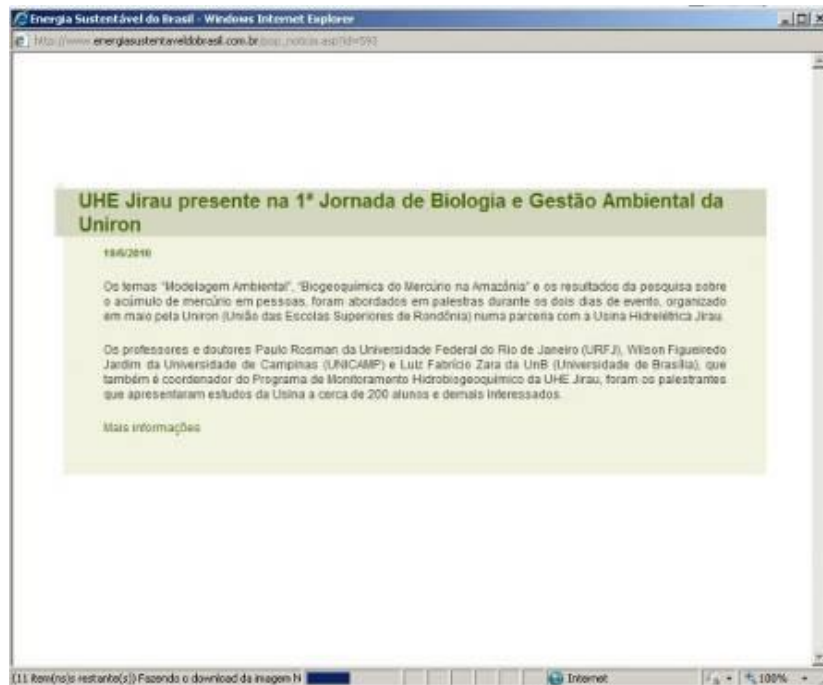 Energia Sustentável do Brasil - Windows Internet Explorer
http://www.energiasustentaveldobrasil.com.br/pop_noticia.asp?id=593
UHE Jirau presente na 1ª Jornada de Biologia e Gestão Ambiental da
Uniron
Os temas "Modelagem Ambiental", "Biogeoquímica do Mercúrio na Amazônia" e os resultados da pesquisa sobre
o acúmulo de mercúrio em pessoas, foram abordados em palestras durante os dois dias de evento, organizado
em maio pela Uniron (União das Escolas Superiores de Rondônia) numa parceria com a Usina Hidrelétrica Jirau.
Os professores e doutores Paulo Rosman da Universidade Federal do Rio de Janeiro (URFJ), Wilson Figueiredo
Jardim da Universidade de Campinas (UNICAMP) e Luiz Fabrício Zara da UnB (Universidade de Brasília), que
também é coordenador do Programa de Monitoramento Hidrobiogeoquímico da UHE Jirau, foram os palestrantes
que apresentaram estudos da Usina a cerca de 200 alunos e demais interessados.
Mais informações
(11 item(ns)s restante(s)) Fazendo o download da imagem N
Internet
100%